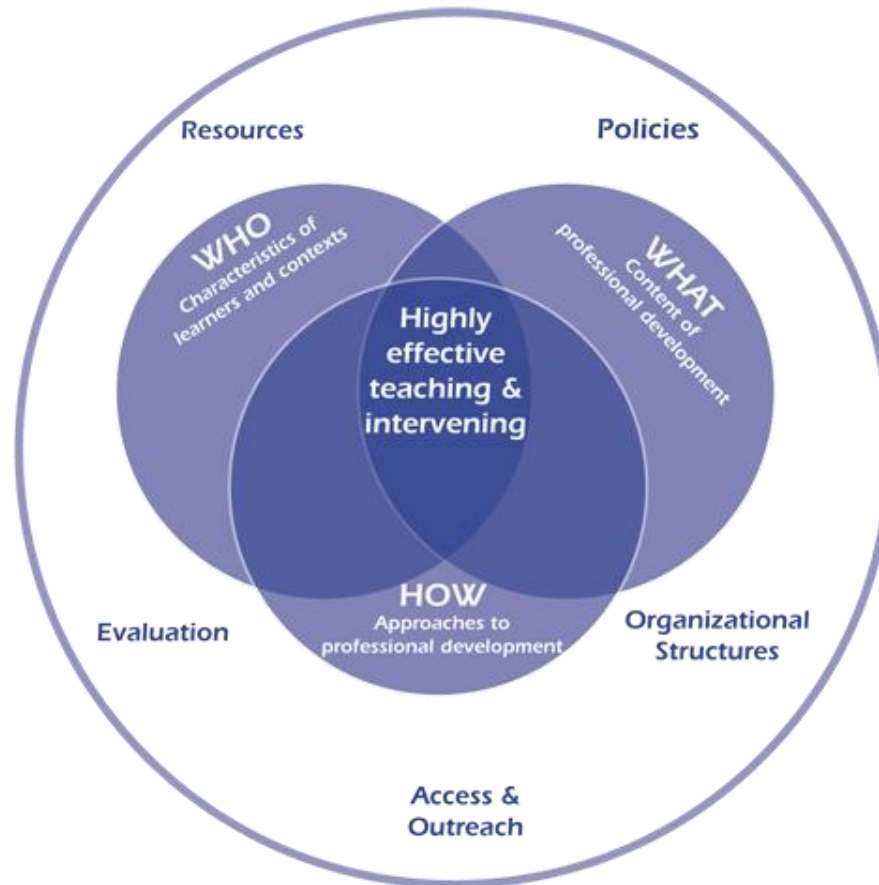 Resources
Policies
WHO
Characteristics of
learners and contexts
WHAT
Content of
professional development
Highly
effective
teaching &
intervening
HOW
Approaches to
professional development
Evaluation
Organizational
Structures
Access &
Outreach